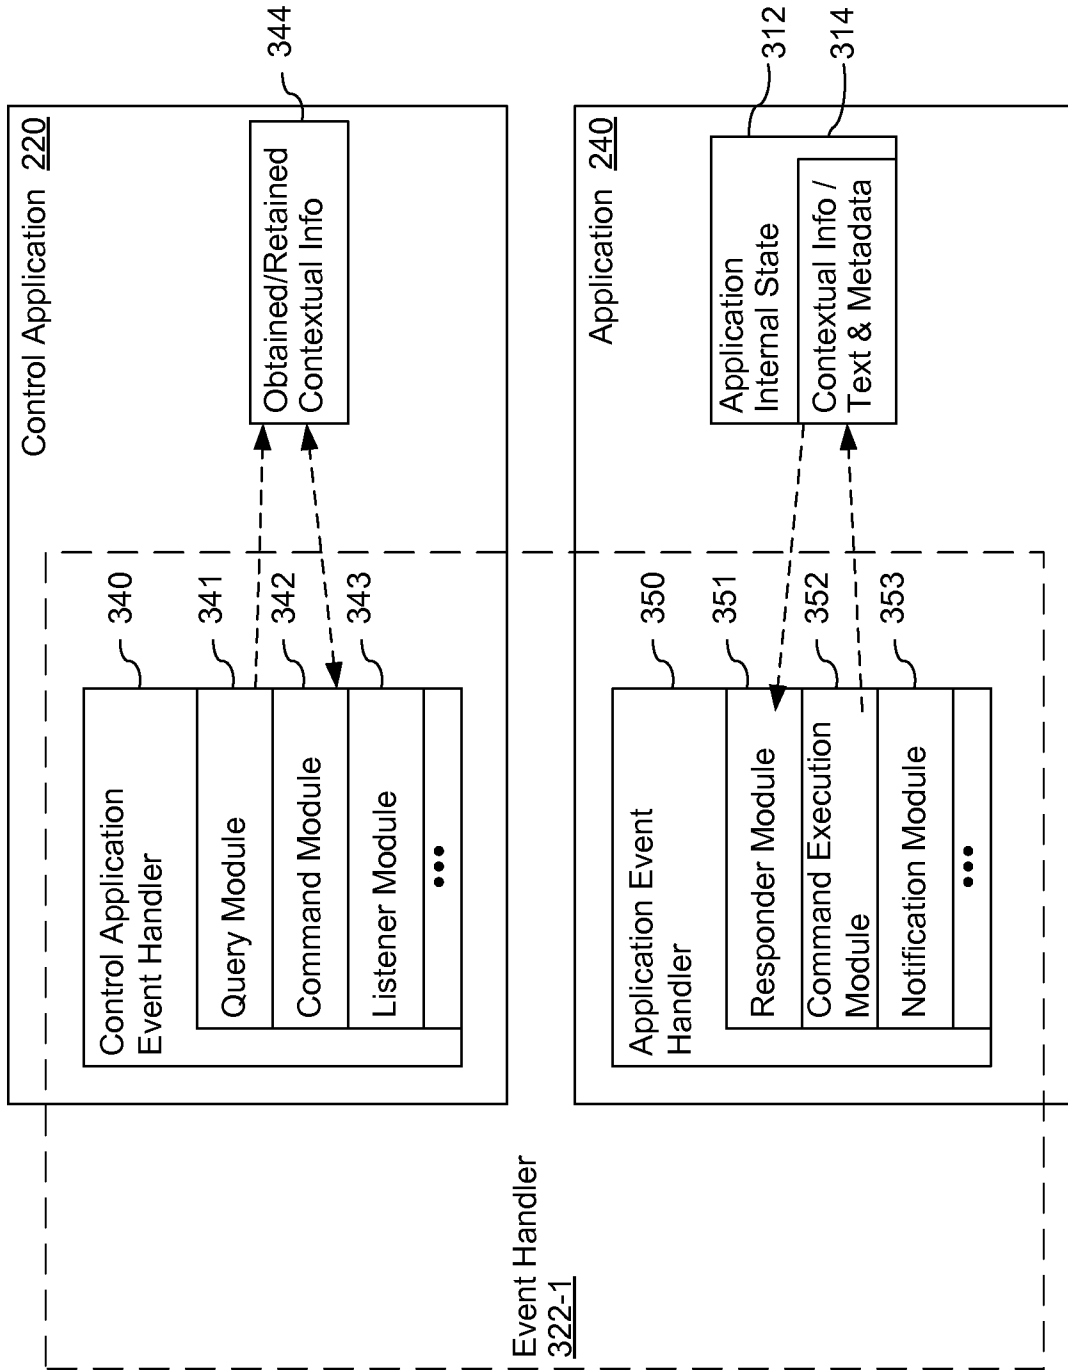 Event Handler
322-1
Control Application 220
Control Application
Event Handler
340
Query Module
341
Command Module
342
Listener Module
343
•••
Obtained/Retained
Contextual Info
344
Application 240
Application Event
Handler
350
Responder Module
351
Command Execution
Module
352
Notification Module
353
•••
Application
Internal State
312
Contextual Info /
Text & Metadata
314